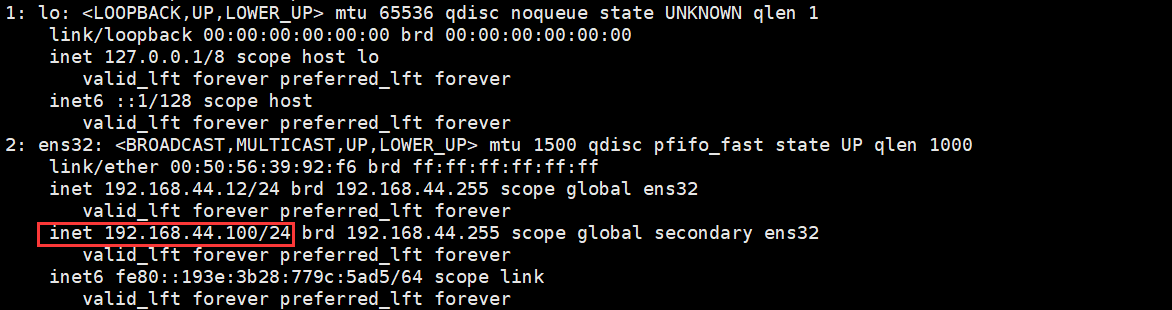 1: lo: <LOOPBACK,UP,LOWER_UP> mtu 65536 qdisc noqueue state UNKNOWN qlen 1
link/loopback 00:00:00:00:00:00 brd 00:00:00:00:00:00
inet 127.0.0.1/8 scope host lo
valid_lft forever preferred_lft forever
inet6 ::1/128 scope host
valid_lft forever preferred_lft forever
2: ens32: <BROADCAST,MULTICAST,UP,LOWER_UP> mtu 1500 qdisc pfifo_fast state UP qlen 1000
link/ether 00:50:56:39:92:f6 brd ff:ff:ff:ff:ff:ff
inet 192.168.44.12/24 brd 192.168.44.255 scope global ens32
valid_lft forever preferred_lft forever
inet 192.168.44.100/24 brd 192.168.44.255 scope global secondary ens32
valid_lft forever preferred_lft forever
inet6 fe80::193e:3b28:779c:5ad5/64 scope link
valid_lft forever preferred_lft forever